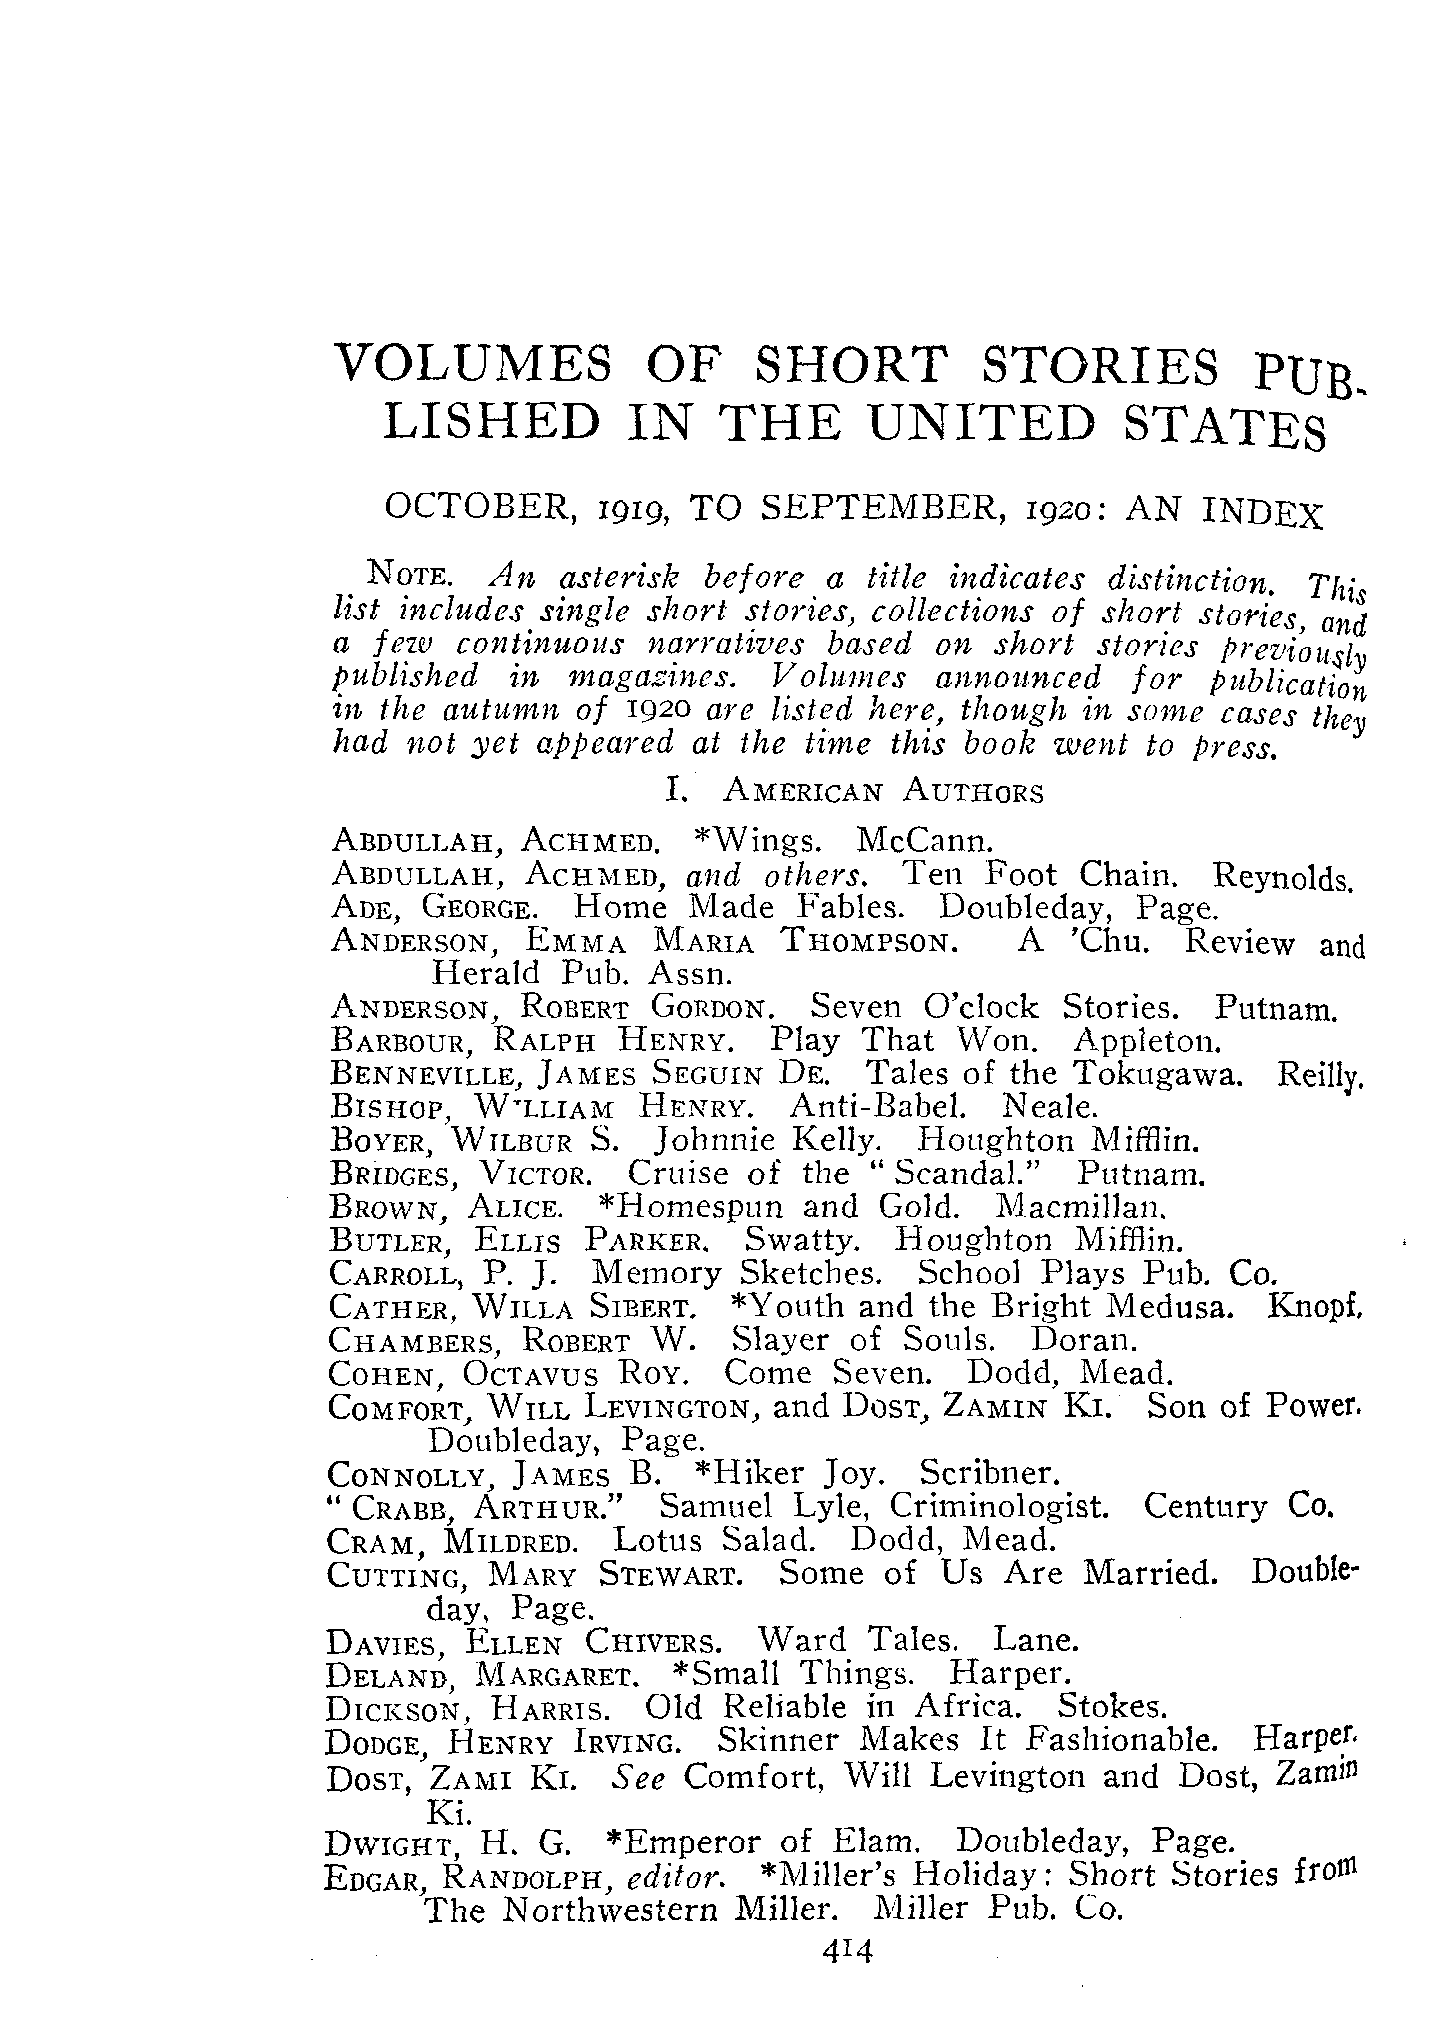 VOLUMES OF SHORT STORIES PUB-
LISHED IN THE UNITED STATES
OCTOBER, 1919, TO SEPTEMBER, 1920: AN INDEX
NOTE. An asterisk before a title indicates distinction. This
list includes single short stories, collections of short stories, and
a few continuous narratives based on short stories previously
published in magazines. Volumes announced for publication
in the autumn of 1920 are listed here, though in some cases they
had not yet appeared at the time this book went to press.
I. AMERICAN AUTHORS
ABDULLAH, ACHMED. *Wings. McCann.
ABDULLAH, ACHMED, and others. Ten Foot Chain. Reynolds.
ADE, GEORGE. Home Made Fables. Doubleday, Page.
ANDERSON, EMMA MARIA THOMPSON. A 'Chu. Review and
Herald Pub. Assn.
ANDERSON, ROBERT GORDON. Seven O'clock Stories. Putnam.
BARBOUR, RALPH HENRY. Play That Won. Appleton.
BENNEVILLE, JAMES SEGUIN DE. Tales of the Tokugawa. Reilly.
BISHOP, W'LLIAM HENRY. Anti-Babel. Neale.
BOYER, WILBUR S. Johnnie Kelly. Houghton Mifflin.
BRIDGES, VICTOR. Cruise of the "Scandal." Putnam.
BROWN, ALICE. *Homespun and Gold. Macmillan.
BUTLER, ELLIS PARKER. Swatty. Houghton Mifflin.
CARROLL, P. J. Memory Sketches. School Plays Pub. Co.
CATHER, WILLA SIBERT. *Youth and the Bright Medusa. Knopf.
CHAMBERS, ROBERT W. Slayer of Souls. Doran.
COHEN, OCTAVUS ROY. Come Seven. Dodd, Mead.
COMFORT, WILL LEVINGTON, and DOST, ZAMIN KI. Son of Power.
Doubleday, Page.
CONNOLLY, JAMES B. *Hiker Joy. Scribner.
"CRABB, ARTHUR." Samuel Lyle, Criminologist. Century Co.
CRAM, MILDRED. Lotus Salad. Dodd, Mead.
CUTTING, MARY STEWART. Some of Us Are Married. Double-
day, Page.
DAVIES, ELLEN CHIVERS. Ward Tales. Lane.
DELAND, MARGARET. *Small Things. Harper.
DICKSON, HARRIS. Old Reliable in Africa. Stokes.
DODGE, HENRY IRVING. Skinner Makes It Fashionable. Harper.
DOST, ZAMI KI. See Comfort, Will Levington and Dost, Zamin
Ki.
DWIGHT, H. G. *Emperor of Elam. Doubleday, Page.
EDGAR, RANDOLPH, editor. *Miller's Holiday: Short Stories from
The Northwestern Miller. Miller Pub. Co.
414